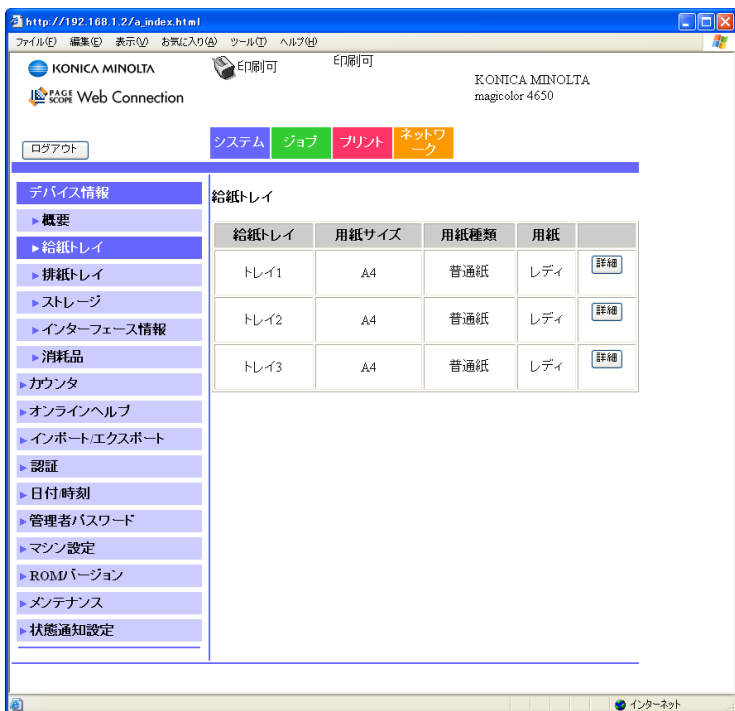 http://192.168.1.2/a_index.html
ファイル(F) 編集(E) 表示(V) お気に入り(A) ツール(T) ヘルプ(H)
KONICA MINOLTA
印刷可
印刷可
PAGE SCOPE Web Connection
KONICA MINOLTA
magicolor 4650
ログアウト
システム
ジョブ
プリント
ネットワ
ーク
デバイス情報
概要
給紙トレイ
排紙トレイ
ストレージ
インターフェース情報
消耗品
カウンタ
オンラインヘルプ
インポート/エクスポート
認証
日付/時刻
管理者パスワード
マシン設定
ROMバージョン
メンテナンス
状態通知設定
給紙トレイ
給紙トレイ 用紙サイズ 用紙種類 用紙
トレイ1 A4 普通紙 レディ 詳細
トレイ2 A4 普通紙 レディ 詳細
トレイ3 A4 普通紙 レディ 詳細
インターネット